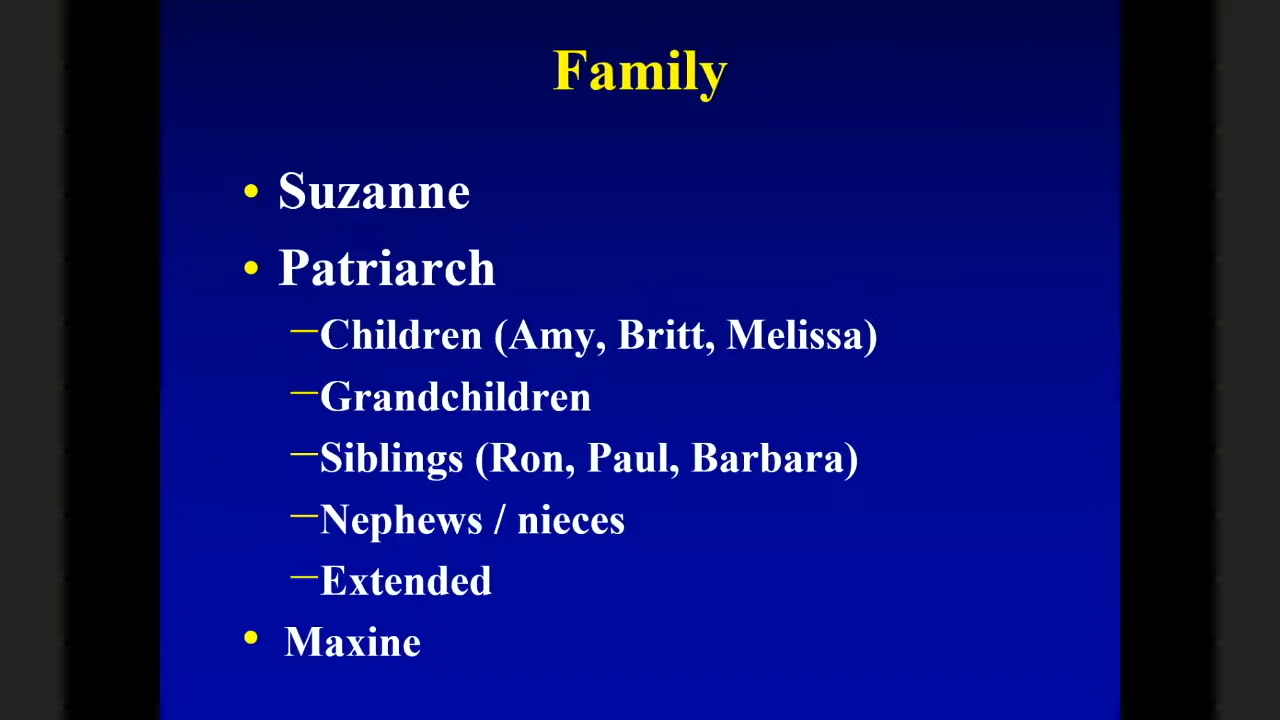 Family
• Suzanne
• Patriarch
–Children (Amy, Britt, Melissa)
–Grandchildren
–Siblings (Ron, Paul, Barbara)
–Nephews / nieces
–Extended
• Maxine